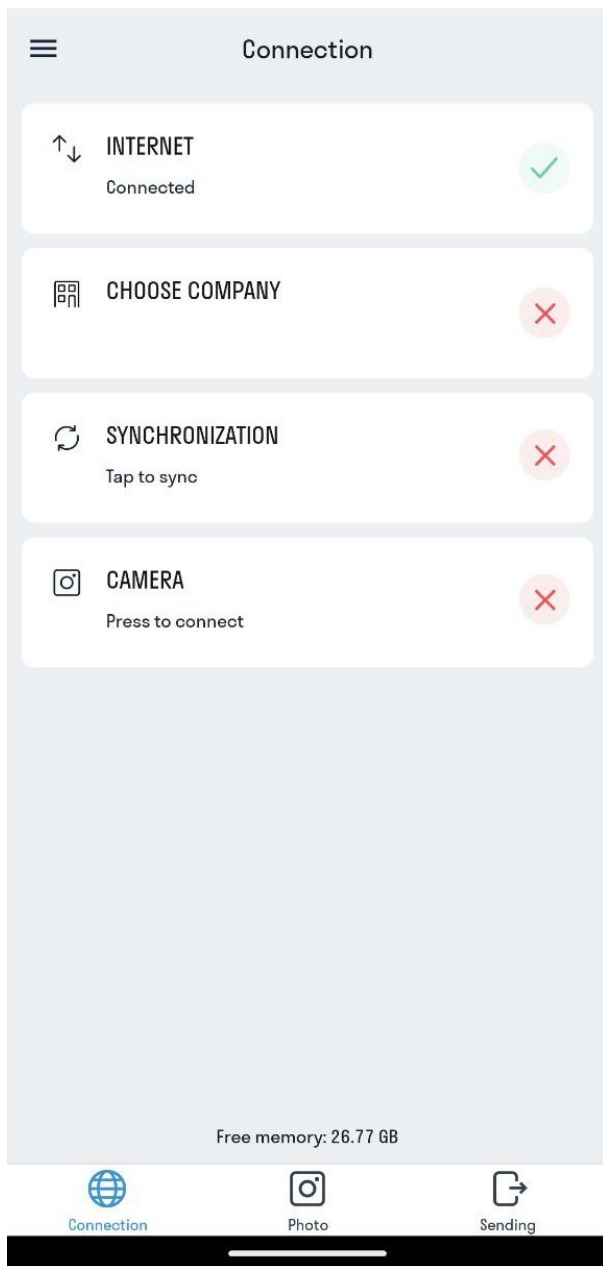 Connection
INTERNET
Connected
CHOOSE COMPANY
SYNCHRONIZATION
Tap to sync
CAMERA
Press to connect
Free memory: 26.77 GB
Connection
Photo
Sending